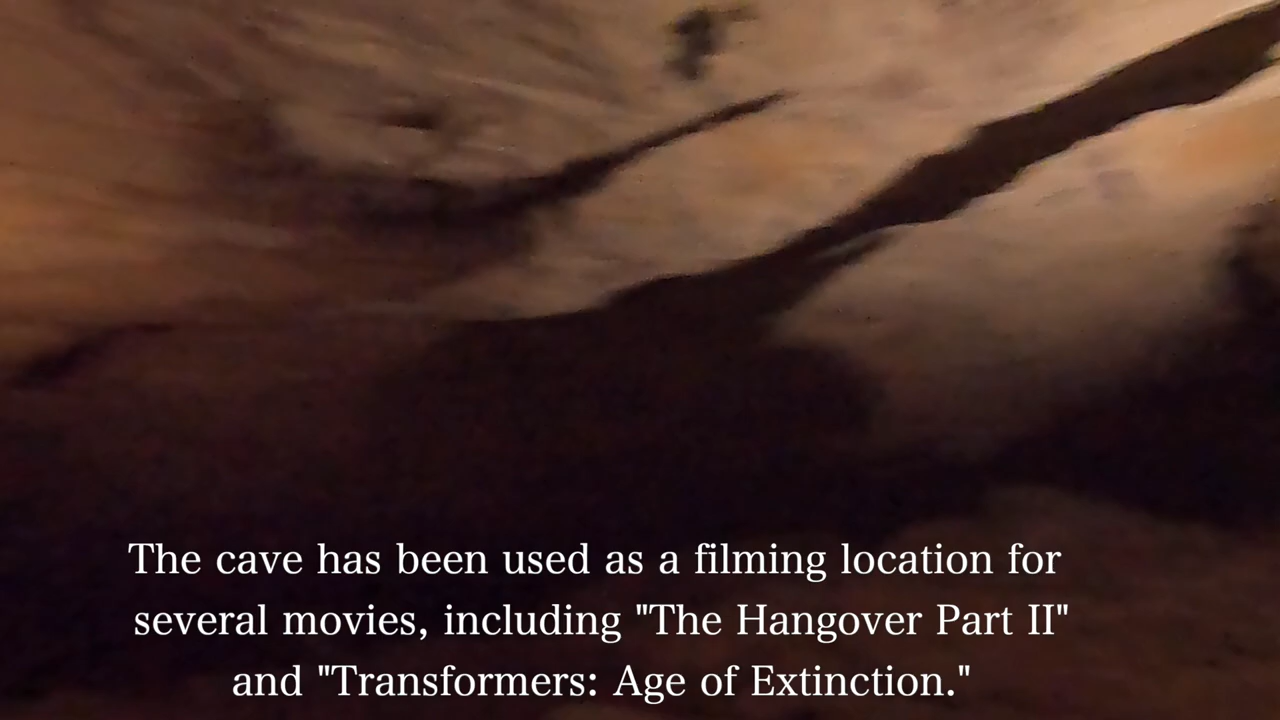 The cave has been used as a filming location for
several movies, including "The Hangover Part II"
and "Transformers: Age of Extinction."